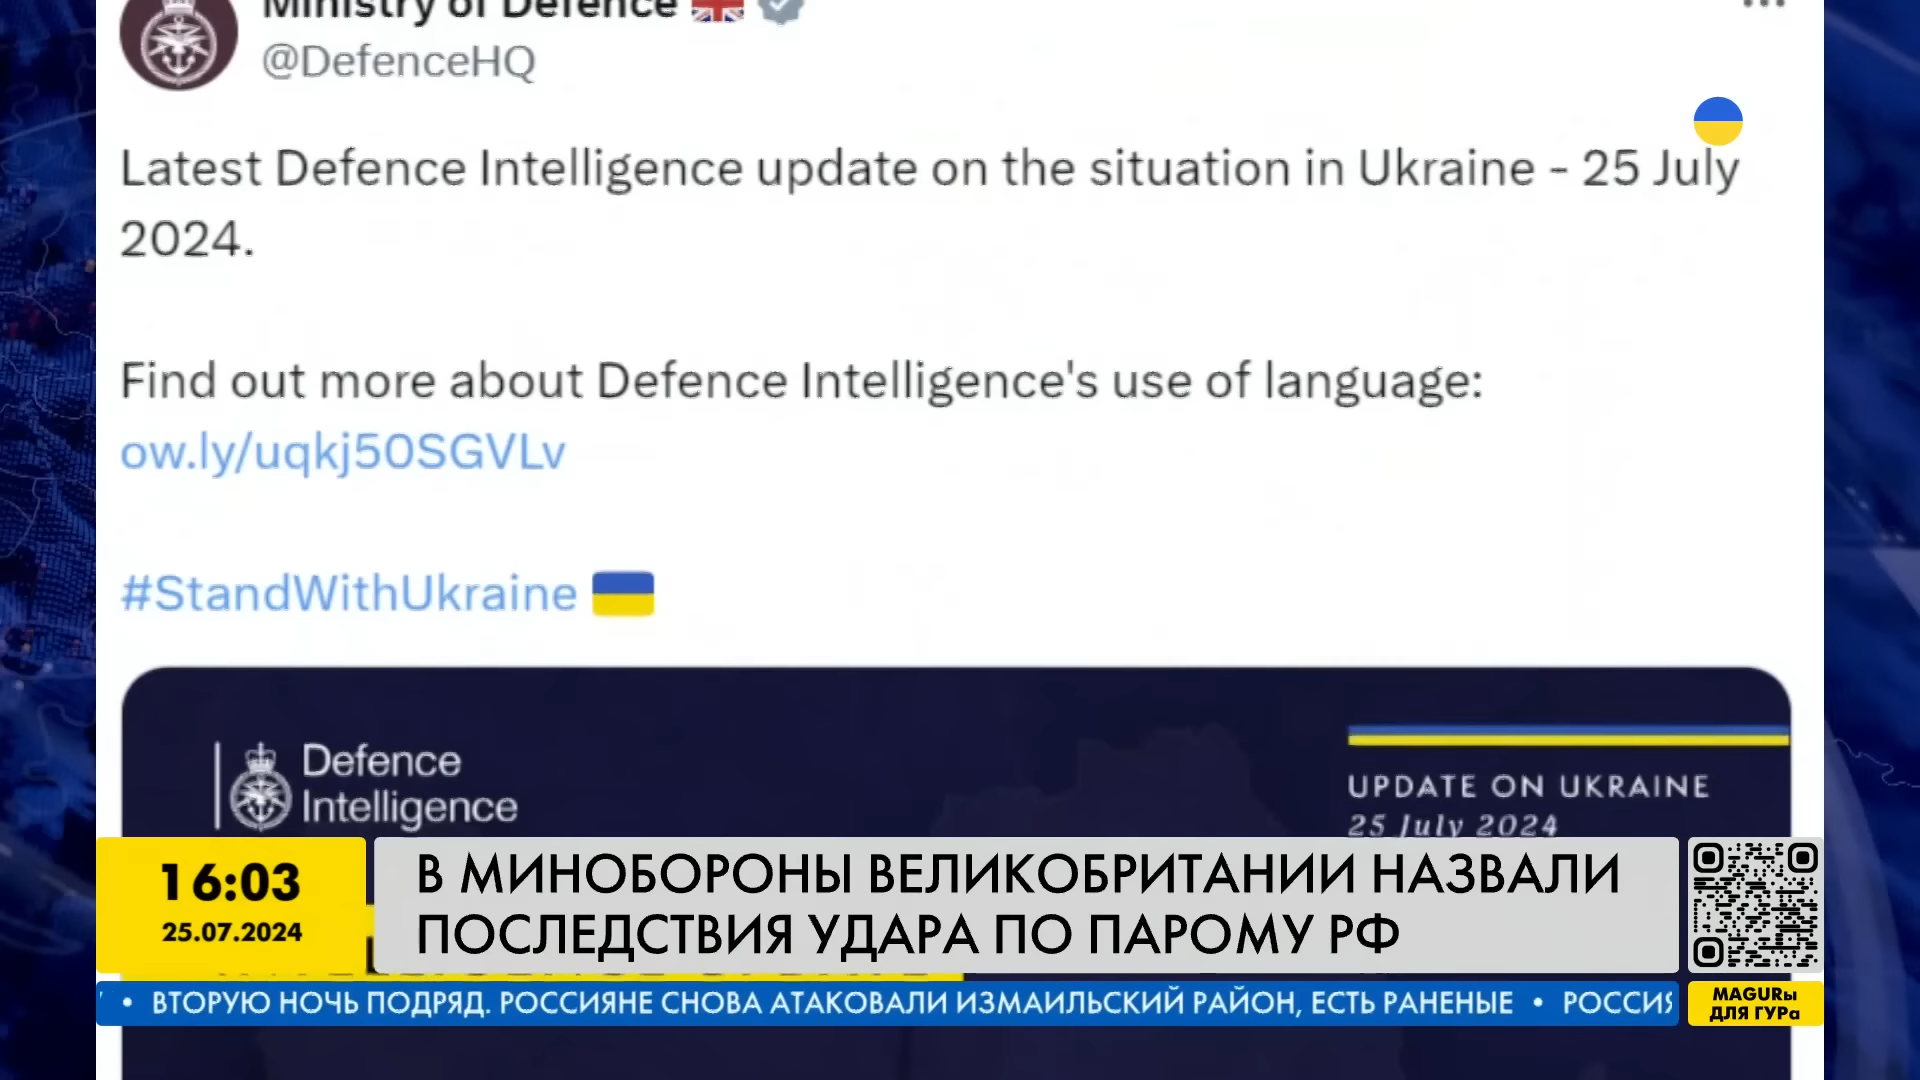 Ministry of Defence
@DefenceHQ
Latest Defence Intelligence update on the situation in Ukraine - 25 July
2024.
Find out more about Defence Intelligence's use of language:
ow.ly/uqkj50SGVLv
#StandWithUkraine
Defence
Intelligence
UPDATE ON UKRAINE
25 July 2024
16:03
25.07.2024
В МИНОБОРОНЫ ВЕЛИКОБРИТАНИИ НАЗВАЛИ
ПОСЛЕДСТВИЯ УДАРА ПО ПАРОМУ РФ
• ВТОРУЮ НОЧЬ ПОДРЯД. РОССИЯНЕ СНОВА АТАКОВАЛИ ИЗМАИЛЬСКИЙ РАЙОН, ЕСТЬ РАНЕНЫЕ •
MAGURы
ДЛЯ ГУРа